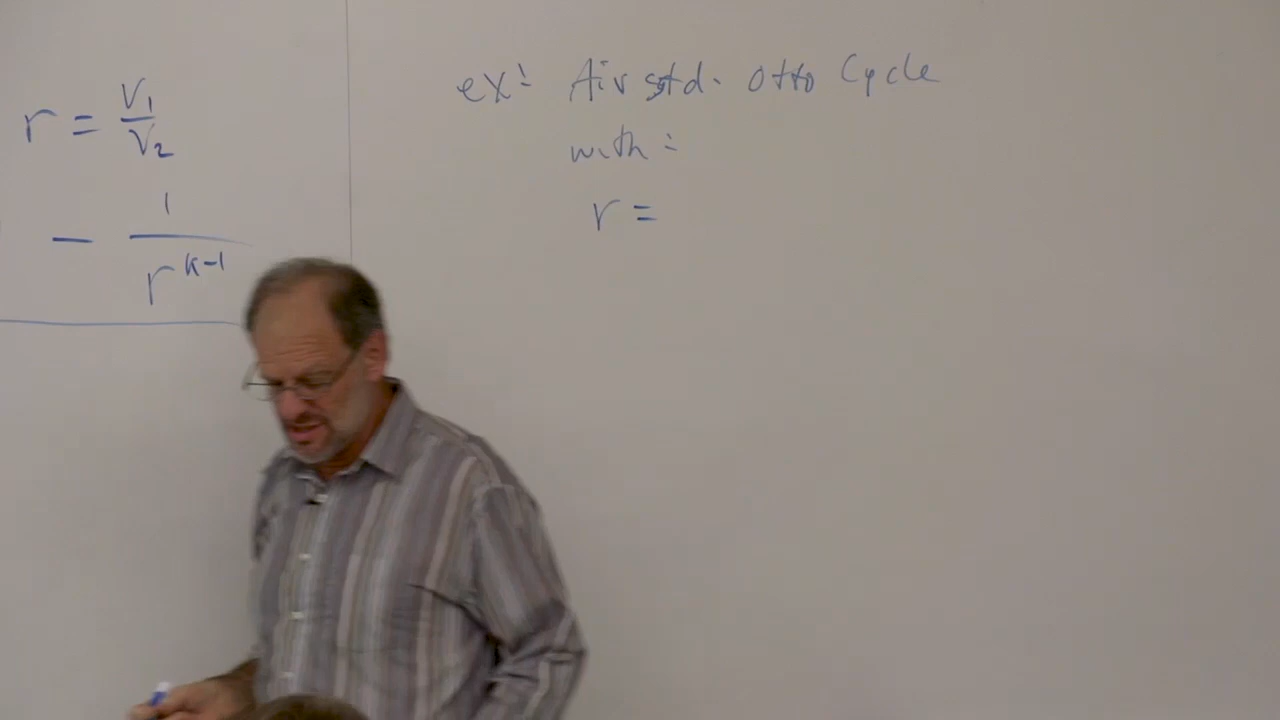 r = V1/V2
- 1/r^k-1
ex: Air std. Otto Cycle
with:
r =